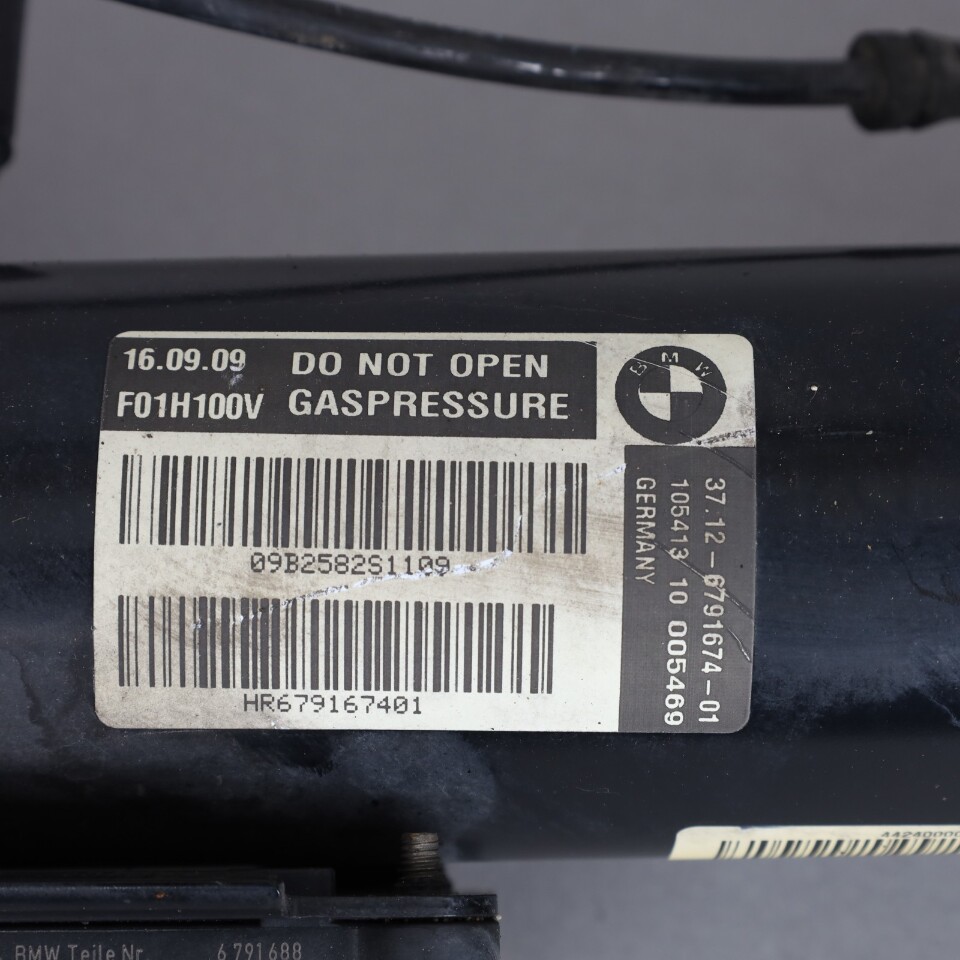 16.09.09 DO NOT OPEN
F01H100V GASPRESSURE
BMW
09B2582S1109
HR679167401
37.12-6791674-01
105413 10 005469
GERMANY
BMW Teile Nr 6 791 688